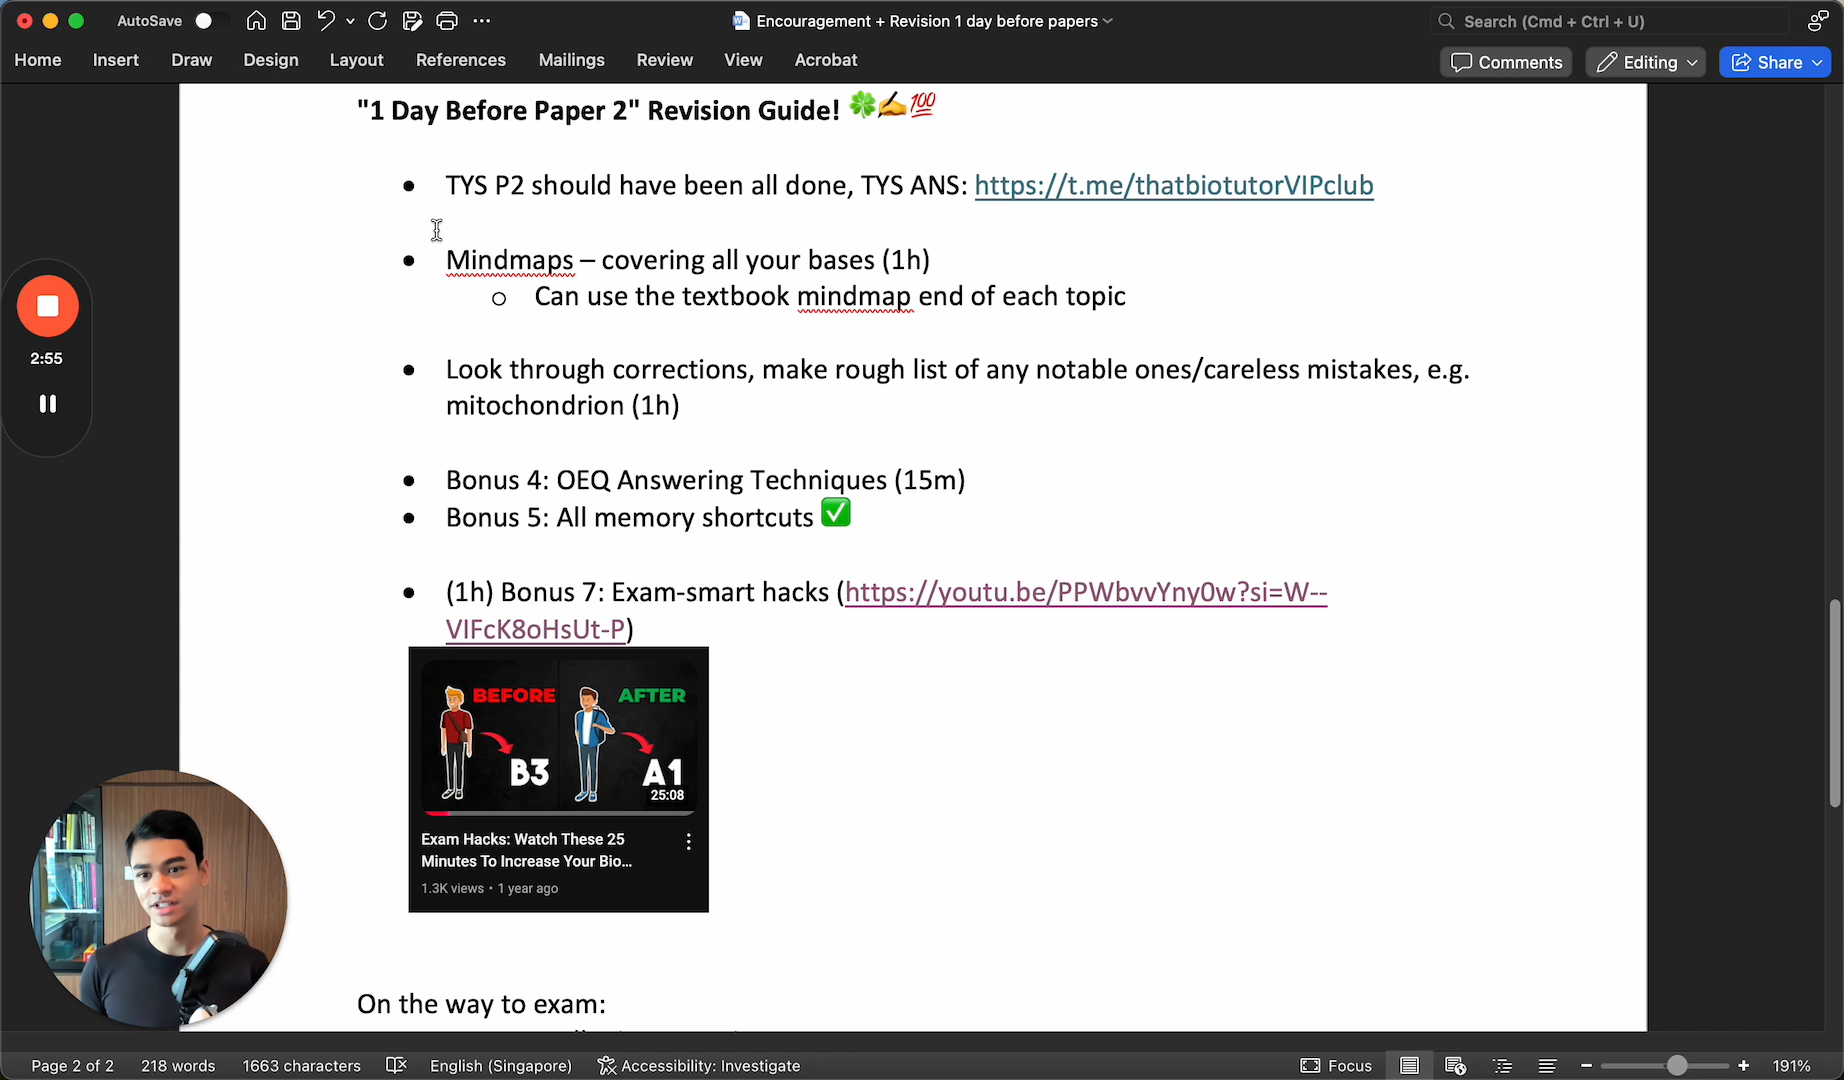 AutoSave
Encouragement + Revision 1 day before papers
Search (Cmd + Ctrl + U)
Home Insert Draw Design Layout References Mailings Review View Acrobat
Comments Editing Share
"1 Day Before Paper 2" Revision Guide! 🍀✍️💯
• TYS P2 should have been all done, TYS ANS: https://t.me/thatbiotutorVIPclub
• Mindmaps – covering all your bases (1h)
o Can use the textbook mindmap end of each topic
2:55
• Look through corrections, make rough list of any notable ones/careless mistakes, e.g.
mitochondrion (1h)
• Bonus 4: OEQ Answering Techniques (15m)
• Bonus 5: All memory shortcuts ✅
• (1h) Bonus 7: Exam-smart hacks (https://youtu.be/PPWbvvYny0w?si=W--
VIFcK8oHsUt-P)
BEFORE AFTER
B3 A1
25:08
Exam Hacks: Watch These 25
Minutes To Increase Your Bio...
1.3K views • 1 year ago
On the way to exam:
Page 2 of 2 218 words 1663 characters English (Singapore) Accessibility: Investigate Focus 191%